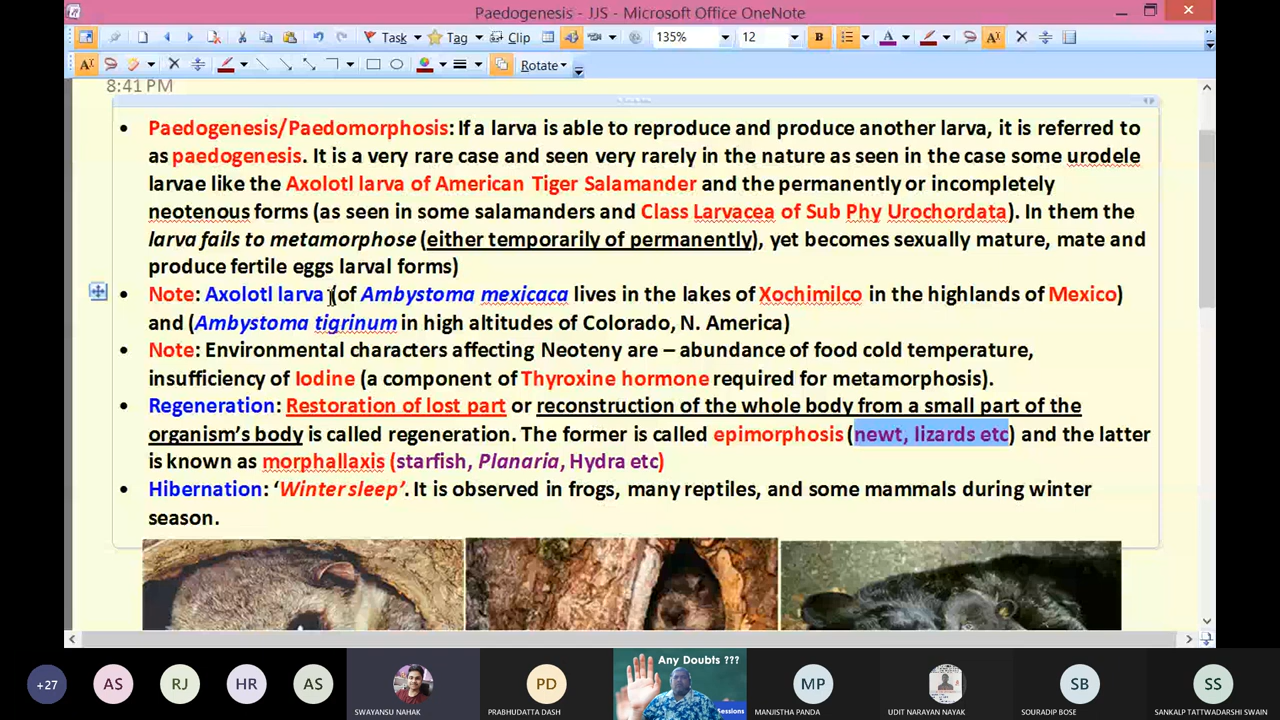 Paedogenesis - JJS - Microsoft Office OneNote
Task Tag Clip 135% 12 B A
A Rotate
8:41 PM
• Paedogenesis/Paedomorphosis: If a larva is able to reproduce and produce another larva, it is referred to
as paedogenesis. It is a very rare case and seen very rarely in the nature as seen in the case some urodele
larvae like the Axolotl larva of American Tiger Salamander and the permanently or incompletely
neotenous forms (as seen in some salamanders and Class Larvacea of Sub Phy Urochordata). In them the
larva fails to metamorphose (either temporarily of permanently), yet becomes sexually mature, mate and
produce fertile eggs larval forms)
• Note: Axolotl larva (of Ambystoma mexicaca lives in the lakes of Xochimilco in the highlands of Mexico)
and (Ambystoma tigrinum in high altitudes of Colorado, N. America)
• Note: Environmental characters affecting Neoteny are – abundance of food cold temperature,
insufficiency of Iodine (a component of Thyroxine hormone required for metamorphosis).
• Regeneration: Restoration of lost part or reconstruction of the whole body from a small part of the
organism's body is called regeneration. The former is called epimorphosis (newt, lizards etc) and the latter
is known as morphallaxis (starfish, Planaria, Hydra etc)
• Hibernation: ‘Winter sleep’. It is observed in frogs, many reptiles, and some mammals during winter
season.
Any Doubts ???
+27 AS RJ HR AS PD MP SB SS
Sessions
SWAYANSU NAHAK PRABHUDATTA DASH MANJISTHA PANDA UDIT NARAYAN NAYAK SOURADIP BOSE SANKALP TATTWADARSHI SWAIN